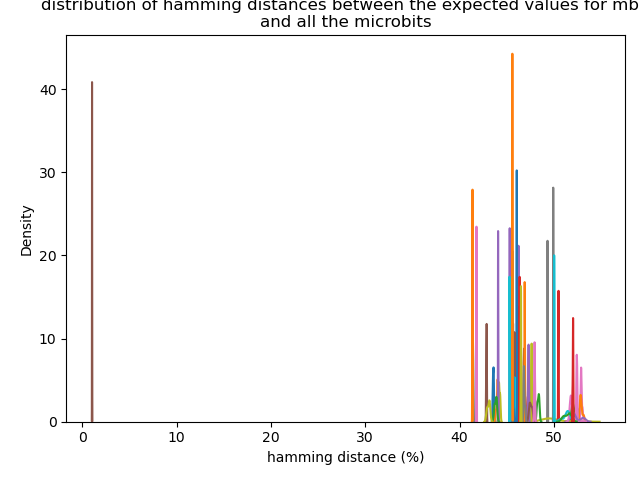 distribution of hamming distances between the expected values for mb
and all the microbits
40
30
20
10
0
Density
0 10 20 30 40 50
hamming distance (%)